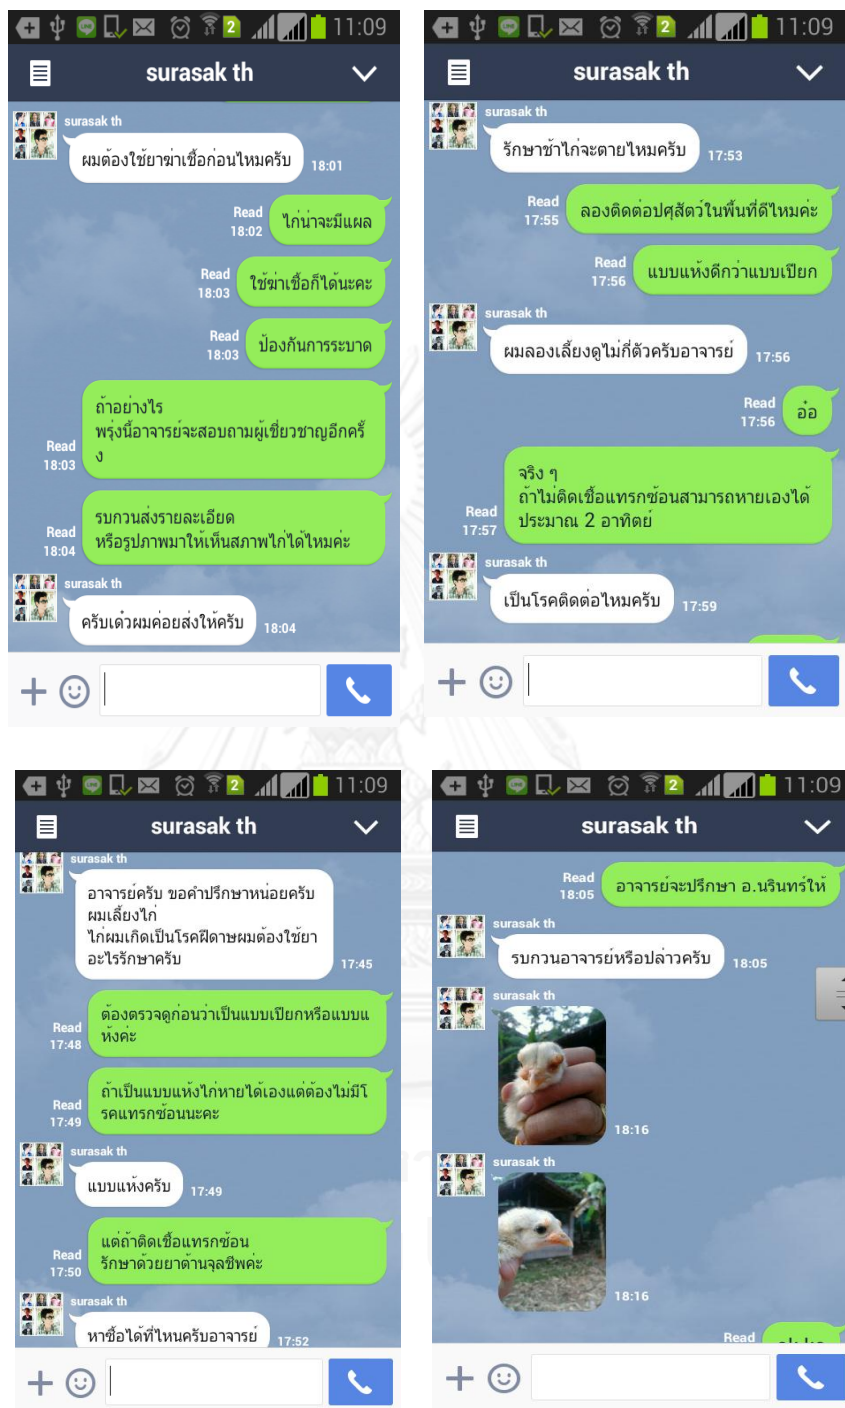 2 11:09
surasak th
surasak th
ผมต้องใช้ยาฆ่าเชื้อก่อนไหมครับ
18:01
Read
18:02
ไก่น่าจะมีแผล
Read
18:03
ใช้ฆ่าเชื้อก็ได้นะคะ
Read
18:03
ป้องกันการระบาด
Read
18:03
ถ้าอย่างไร
พรุ่งนี้อาจารย์จะสอบถามผู้เชี่ยวชาญอีกครั้
ง
Read
18:04
รบกวนส่งรายละเอียด
หรือรูปภาพมาให้เห็นสภาพไก่ได้ไหมค่ะ
surasak th
ครับเด๋วผมค่อยส่งให้ครับ
18:04
2 11:09
surasak th
surasak th
รักษาช้าไก่จะตายไหมครับ
17:53
Read
17:55
ลองติดต่อปศุสัตว์ในพื้นที่ดีไหมค่ะ
Read
17:56
แบบแห้งดีกว่าแบบเปียก
surasak th
ผมลองเลี้ยงดูไม่กี่ตัวครับอาจารย์
17:56
Read
17:56
อ๋อ
Read
17:57
จริง ๆ
ถ้าไม่ติดเชื้อแทรกซ้อนสามารถหายเองได้
ประมาณ 2 อาทิตย์
surasak th
เป็นโรคติดต่อไหมครับ
17:59
2 11:09
surasak th
surasak th
อาจารย์ครับ ขอคำปรึกษาหน่อยครับ
ผมเลี้ยงไก่
ไก่ผมเกิดเป็นโรคฝีดาษผมต้องใช้ยา
อะไรรักษาครับ
17:45
Read
17:48
ต้องตรวจดูก่อนว่าเป็นแบบเปียกหรือแบบแ
ห้งค่ะ
Read
17:49
ถ้าเป็นแบบแห้งไก่หายได้เองแต่ต้องไม่มีโ
รคแทรกซ้อนนะคะ
surasak th
แบบแห้งครับ
17:49
Read
17:50
แต่ถ้าติดเชื้อแทรกซ้อน
รักษาด้วยยาต้านจุลชีพค่ะ
surasak th
หาซื้อได้ที่ไหนครับอาจารย์
17:52
2 11:09
surasak th
Read
18:05
อาจารย์จะปรึกษา อ.นรินทร์ให้
surasak th
รบกวนอาจารย์หรือปล่าวครับ
18:05
surasak th
18:16
surasak th
18:16
Read